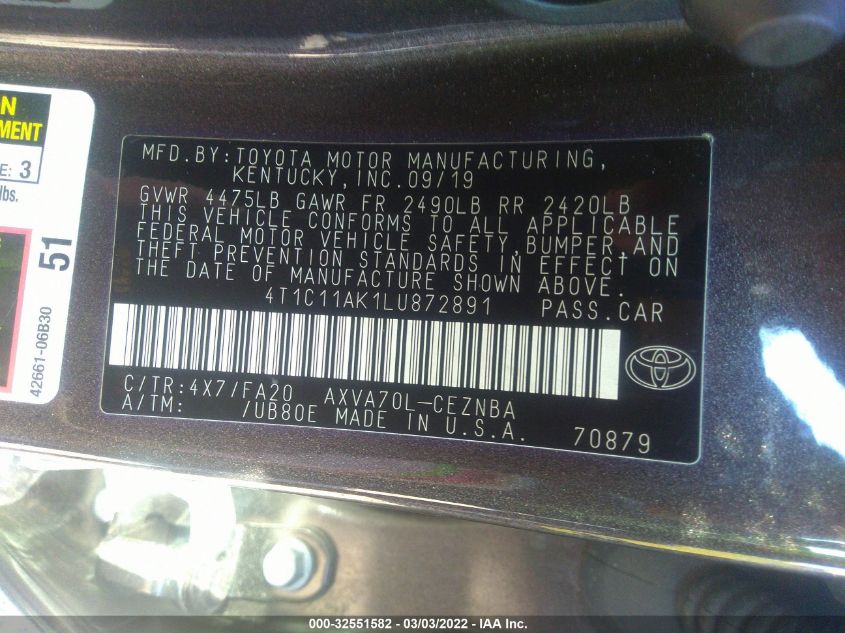 N
MENT
E: 3
lbs.
51
42661-06B30
MFD.BY:TOYOTA MOTOR MANUFACTURING,
KENTUCKY,INC.09/19
GVWR 4475LB GAWR FR 2490LB RR 2420LB
THIS VEHICLE CONFORMS TO ALL APPLICABLE
FEDERAL MOTOR VEHICLE SAFETY,BUMPER,AND
THEFT PREVENTION STANDARDS IN EFFECT ON
THE DATE OF MANUFACTURE SHOWN ABOVE.
4T1C11AK1LU872891 PASS.CAR
C/TR:4X7/FA20 AXVA70L-CEZNBA
A/TM: /UB80E MADE IN U.S.A. 70879
000-32551582 - 03/03/2022 - IAA Inc.